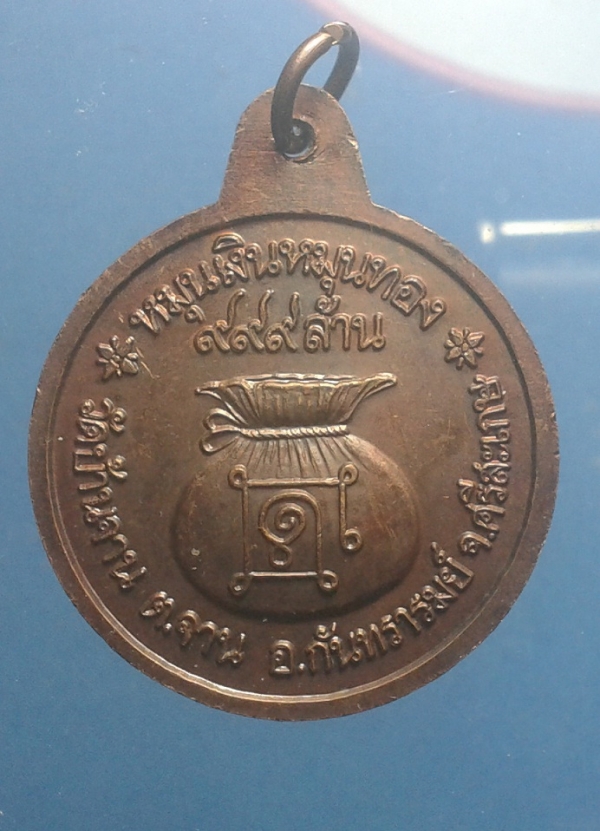 หมุนเงินหมุนทอง
๙๙๙ล้าน
วัดบ้านจาน ต.จาน อ.กันทรารมย์ จ.ศรีสะเกษ